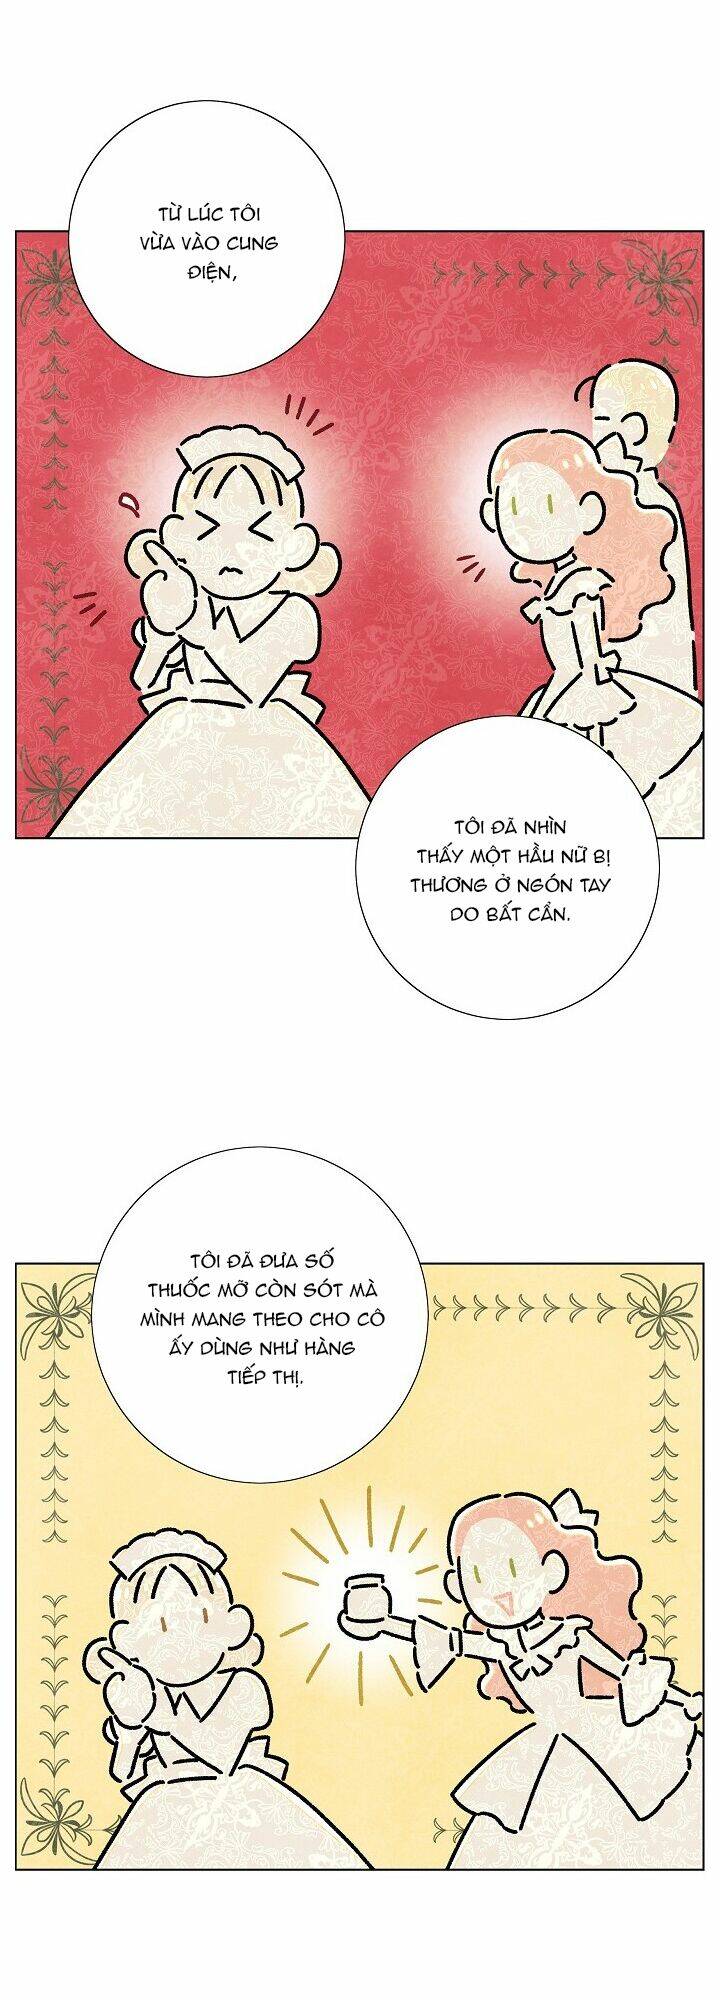 TỪ LÚC TÔI
VỪA VÀO CUNG
ĐIỆN,
TÔI ĐÃ NHÌN
THẤY MỘT HẦU NỮ BỊ
THƯƠNG Ở NGÓN TAY
DO BẤT CẨN.
TÔI ĐÃ ĐƯA SỐ
THUỐC MỠ CÒN SÓT MÀ
MÌNH MANG THEO CHO CÔ
ẤY DÙNG NHƯ HÀNG
TIẾP THỊ.